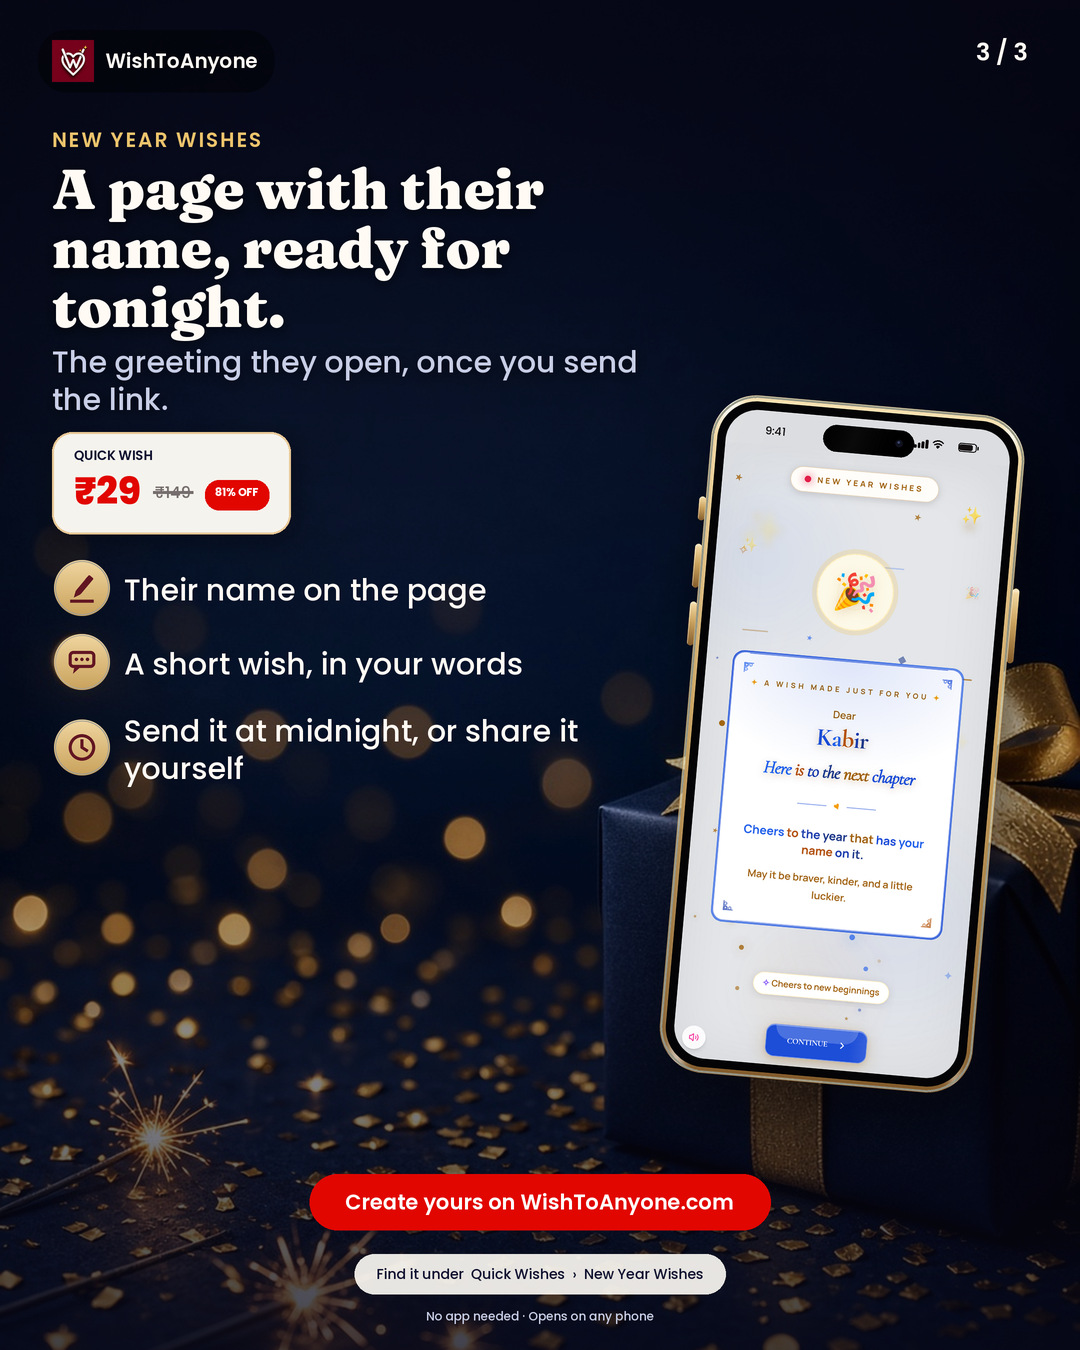 WishToAnyone
3 / 3
NEW YEAR WISHES
A page with their
name, ready for
tonight.
The greeting they open, once you send
the link.
QUICK WISH
₹29 ₹149 81% OFF
Their name on the page
A short wish, in your words
Send it at midnight, or share it
yourself
9:41
NEW YEAR WISHES
A WISH MADE JUST FOR YOU
Dear
Kabir
Here is to the next chapter
Cheers to the year that has your
name on it.
May it be braver, kinder, and a little
luckier.
Cheers to new beginnings
CONTINUE ›
Create yours on WishToAnyone.com
Find it under Quick Wishes › New Year Wishes
No app needed · Opens on any phone